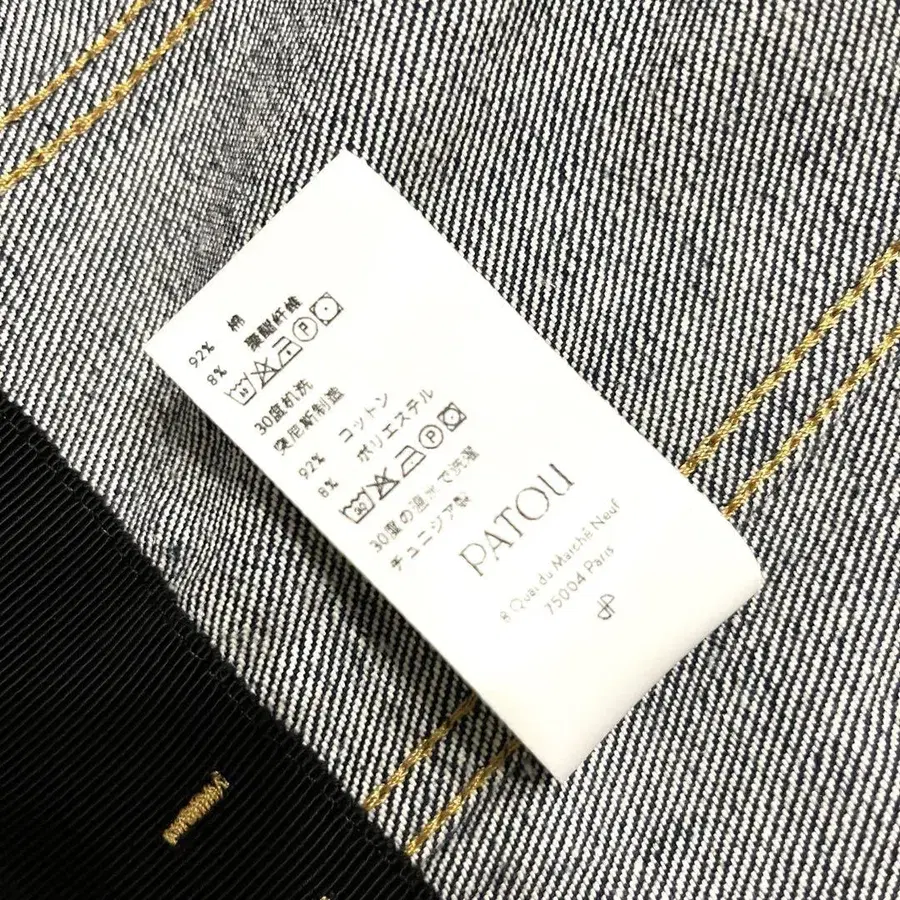 92% 棉
8% 聚酯纤维
30度机洗
突尼斯制造
92% コットン
8% ポリエステル
30
30度の温水で洗濯
チュニジア製
PATOU
8 Quai du Marché Neuf
75004 Paris